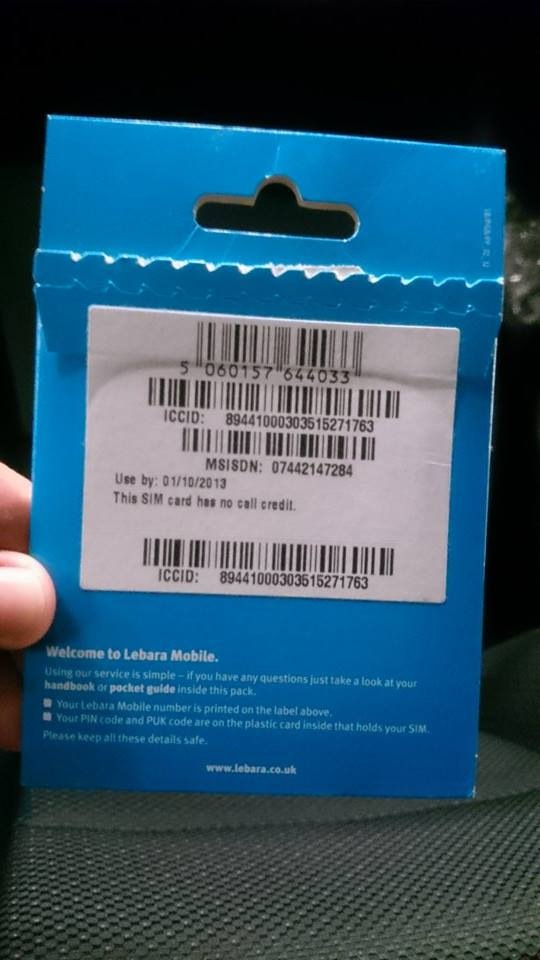 5 060157 644033
ICCID: 89441000303515271763
MSISDN: 07442147284
Use by: 01/10/2013
This SIM card has no call credit.
ICCID: 89441000303515271763
Welcome to Lebara Mobile.
Using our service is simple – if you have any questions just take a look at your
handbook or pocket guide inside this pack.
Your Lebara Mobile number is printed on the label above.
Your PIN code and PUK code are on the plastic card inside that holds your SIM.
Please keep all these details safe.
www.lebara.co.uk